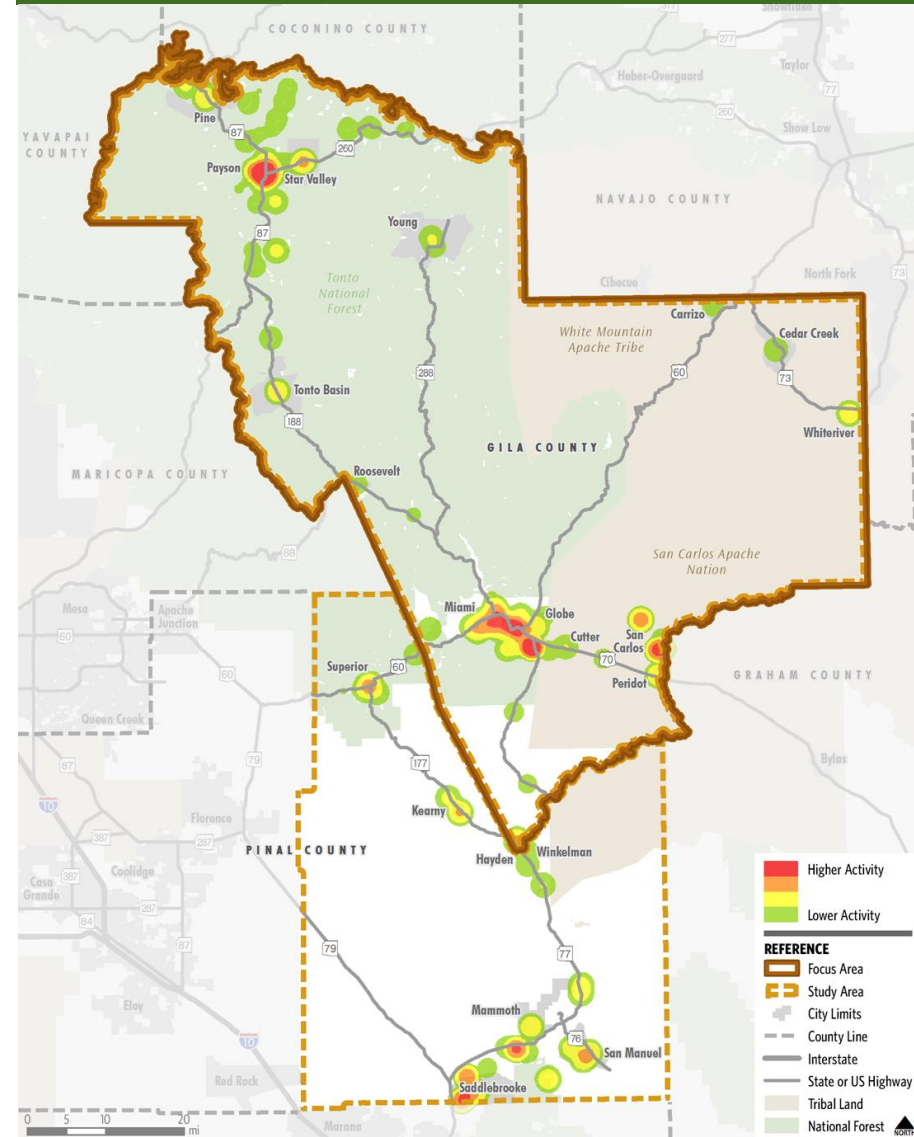 COCONINO COUNTY
Snowflake
277
377
Taylor
77
Heber-Overgaard
260
Show Low
Pine
YAVAPAI
COUNTY
87
260
Payson
Star Valley
NAVAJO COUNTY
Young
87
Tonto
National
Forest
Cibecue
North Fork
73
Carrizo
White Mountain
Apache Tribe
Cedar Creek
60
73
288
Tonto Basin
188
Whiteriver
GILA COUNTY
MARICOPA COUNTY
Roosevelt
88
San Carlos Apache
Nation
Mesa
Apache
Junction
60
Miami
Globe
Cutter
San
Carlos
70
Peridot
Superior
60
60
GRAHAM COUNTY
Queen Creek
79
177
Bylas
87
10
Kearny
Florence
387
287
PINAL COUNTY
Hayden
Winkelman
Coolidge
Casa
Grande
287
84
87
79
77
Eloy
Mammoth
10
76
San Manuel
Red Rock
Saddlebrooke
Marana
0 5 10 20
mi
Higher Activity
Lower Activity
REFERENCE
Focus Area
Study Area
City Limits
County Line
Interstate
State or US Highway
Tribal Land
National Forest
NORTH